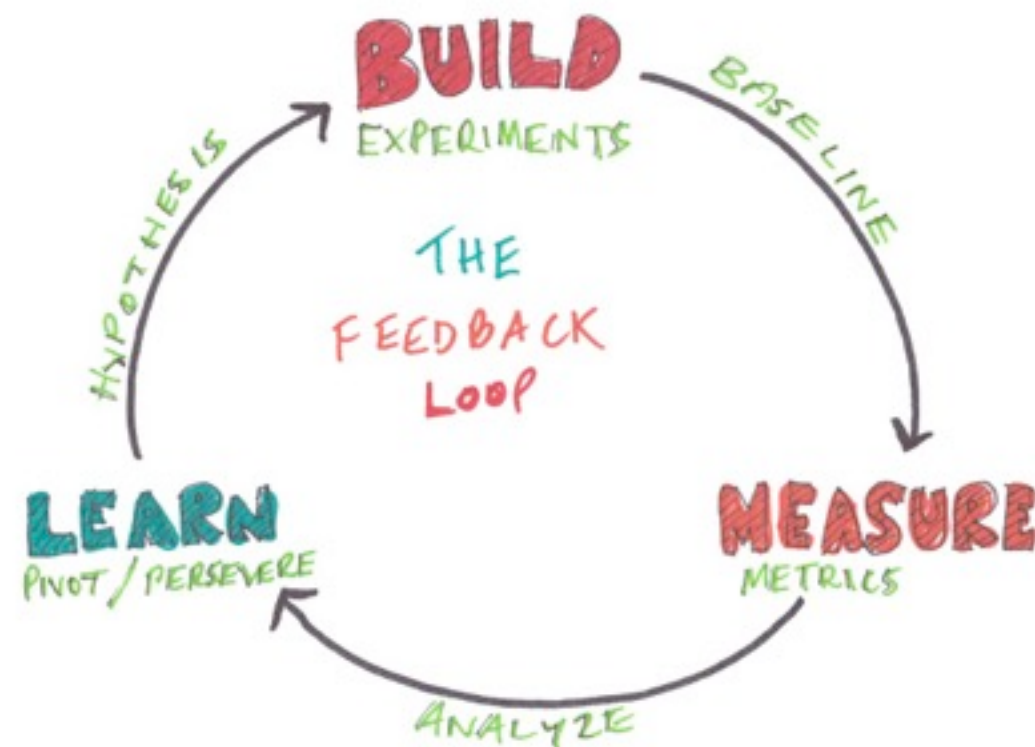 BUILD
EXPERIMENTS
BASELINE
HYPOTHESIS
THE
FEEDBACK
LOOP
LEARN
PIVOT / PERSEVERE
MEASURE
METRICS
ANALYZE